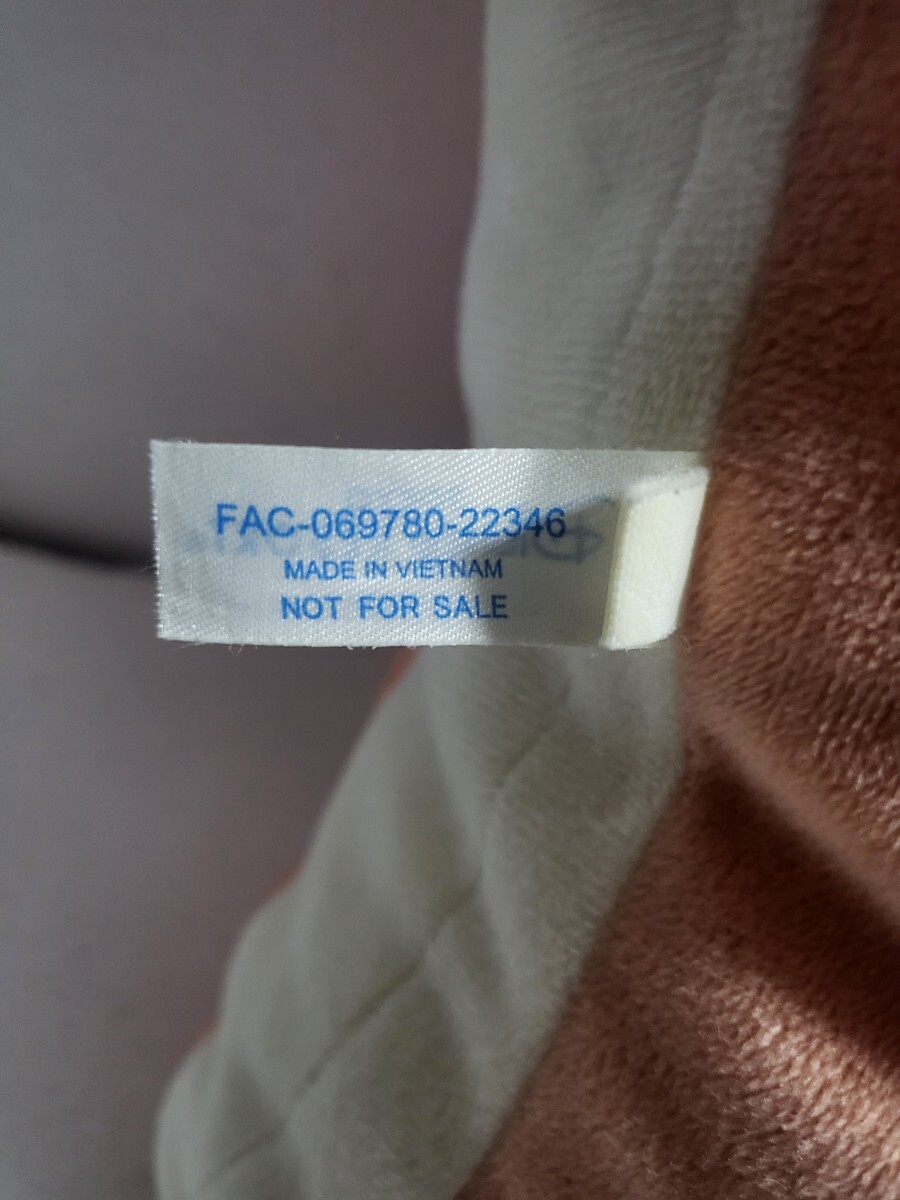 FAC-069780-22346
MADE IN VIETNAM
NOT FOR SALE